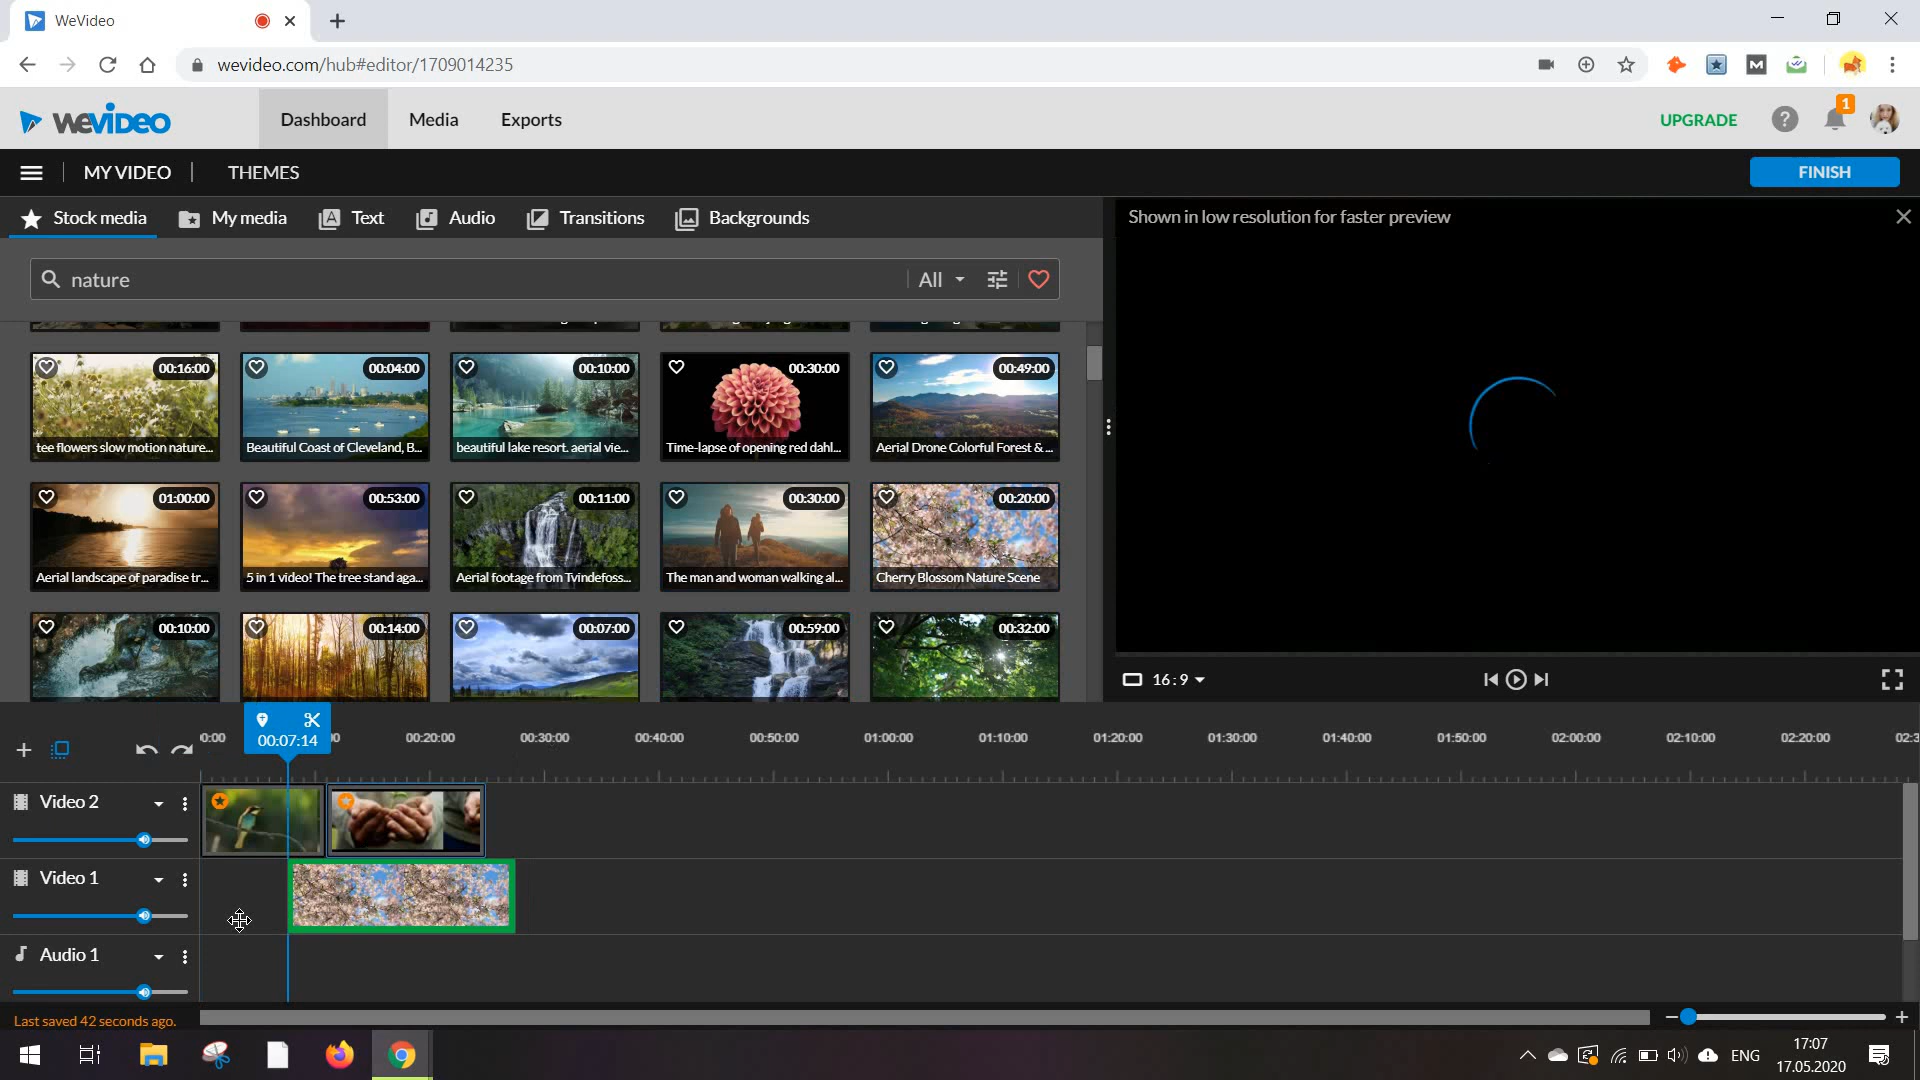 WeVideo
wevideo.com/hub#editor/1709014235
WEVIDEO
Dashboard
Media
Exports
UPGRADE
1
MY VIDEO
THEMES
FINISH
Stock media
My media
Text
Audio
Transitions
Backgrounds
Shown in low resolution for faster preview
nature
All
00:16:00
tee flowers slow motion nature...
00:04:00
Beautiful Coast of Cleveland, B...
00:10:00
beautiful lake resort. aerial vie...
00:30:00
Time-lapse of opening red dahl...
00:49:00
Aerial Drone Colorful Forest & ...
01:00:00
Aerial landscape of paradise tr...
00:53:00
5 in 1 video! The tree stand aga...
00:11:00
Aerial footage from Tvindefoss...
00:30:00
The man and woman walking al...
00:20:00
Cherry Blossom Nature Scene
00:10:00
00:14:00
00:07:00
00:59:00
00:32:00
16:9
00:07:14
00:20:00
00:30:00
00:40:00
00:50:00
01:00:00
01:10:00
01:20:00
01:30:00
01:40:00
01:50:00
02:00:00
02:10:00
02:20:00
Video 2
Video 1
Audio 1
Last saved 42 seconds ago.
ENG
17:07
17.05.2020